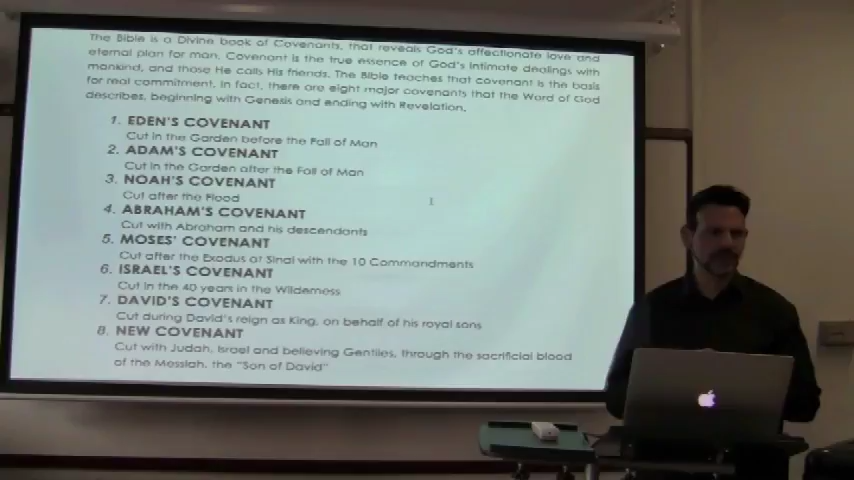 The Bible is a Divine book of Covenants, that reveals God's affectionate love and
eternal plan for man. Covenant is the true essence of God's intimate dealings with
mankind, and those He calls His friends. The Bible teaches that covenant is the basis
for real commitment. In fact, there are eight major covenants that the Word of God
describes, beginning with Genesis and ending with Revelation.
1. EDEN'S COVENANT
Cut in the Garden before the Fall of Man
2. ADAM'S COVENANT
Cut in the Garden after the Fall of Man
3. NOAH'S COVENANT
Cut after the Flood
4. ABRAHAM'S COVENANT
Cut with Abraham and his descendants
5. MOSES' COVENANT
Cut after the Exodus at Sinai with the 10 Commandments
6. ISRAEL'S COVENANT
Cut in the 40 years in the Wilderness
7. DAVID'S COVENANT
Cut during David's reign as King, on behalf of his royal sons
8. NEW COVENANT
Cut with Judah, Israel and believing Gentiles, through the sacrificial blood
of the Messiah, the "Son of David"